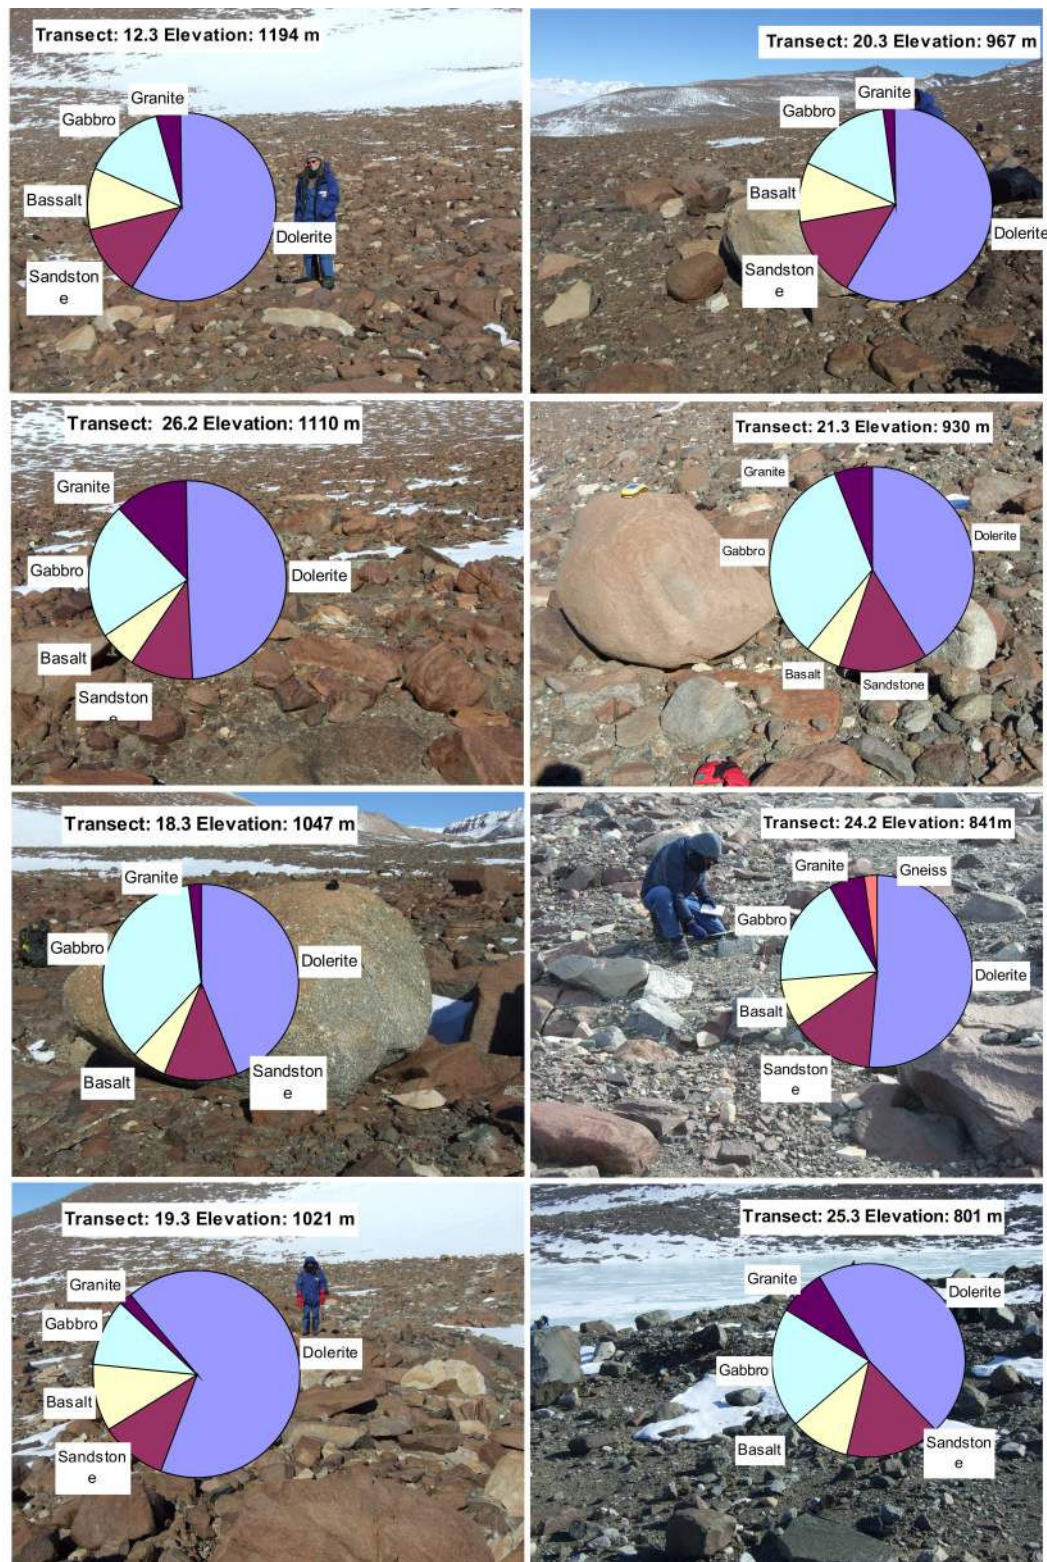 Transect: 12.3 Elevation: 1194 m
Granite
Gabbro
Bassalt
Dolerite
Sandston
e
Transect: 20.3 Elevation: 967 m
Granite
Gabbro
Basalt
Dolerite
Sandston
e
Transect: 26.2 Elevation: 1110 m
Granite
Gabbro
Dolerite
Basalt
Sandston
e
Transect: 21.3 Elevation: 930 m
Granite
Dolerite
Gabbro
Basalt
Sandstone
Transect: 18.3 Elevation: 1047 m
Granite
Gabbro
Dolerite
Basalt
Sandston
e
Transect: 24.2 Elevation: 841m
Granite
Gneiss
Gabbro
Dolerite
Basalt
Sandston
e
Transect: 19.3 Elevation: 1021 m
Granite
Gabbro
Dolerite
Basalt
Sandston
e
Transect: 25.3 Elevation: 801 m
Granite
Dolerite
Gabbro
Basalt
Sandston
e